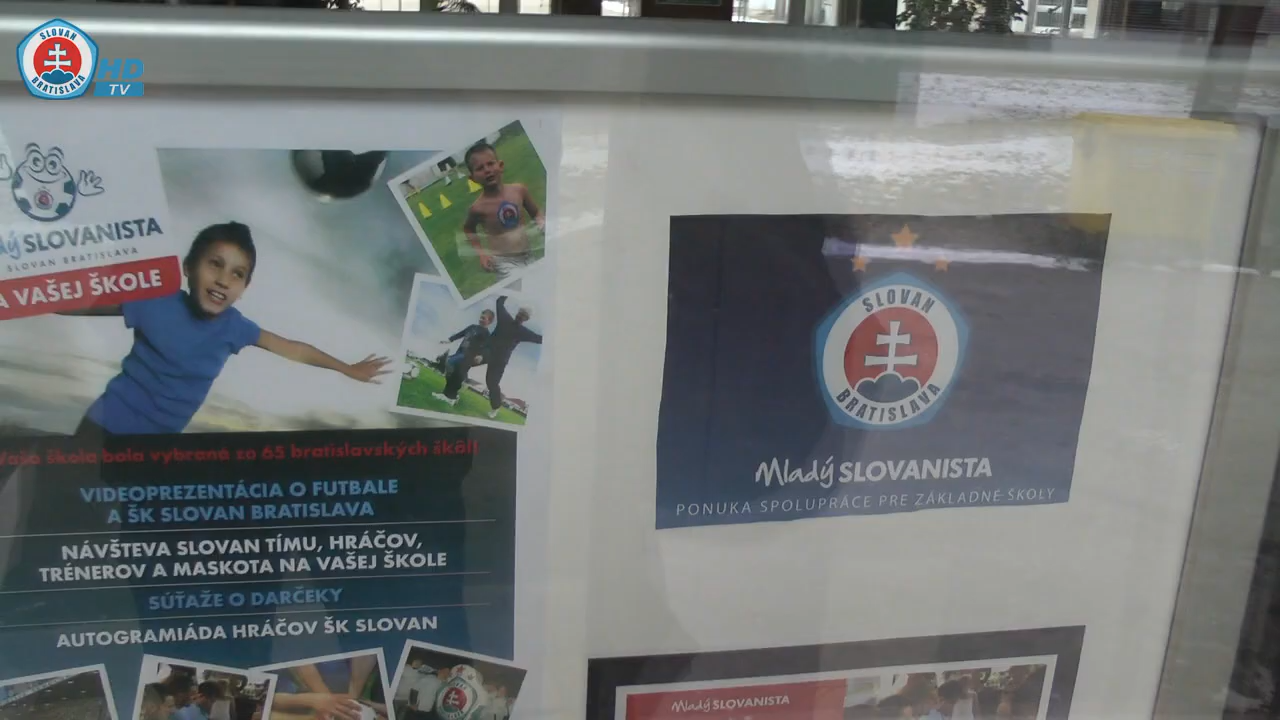 SLOVAN
BRATISLAVA
HD
TV
SLOVANISTA
SLOVAN BRATISLAVA
A VAŠEJ ŠKOLE
Vaša škola bola vybraná zo 65 bratislavských škôl!
VIDEOPREZENTÁCIA O FUTBALE
A ŠK SLOVAN BRATISLAVA
NÁVŠTEVA SLOVAN TÍMU, HRÁČOV,
TRÉNEROV A MASKOTA NA VAŠEJ ŠKOLE
SÚŤAŽE O DARČEKY
AUTOGRAMIÁDA HRÁČOV ŠK SLOVAN
SLOVAN
BRATISLAVA
Mladý SLOVANISTA
PONUKA SPOLUPRÁCE PRE ZÁKLADNÉ ŠKOLY
Mladý SLOVANISTA